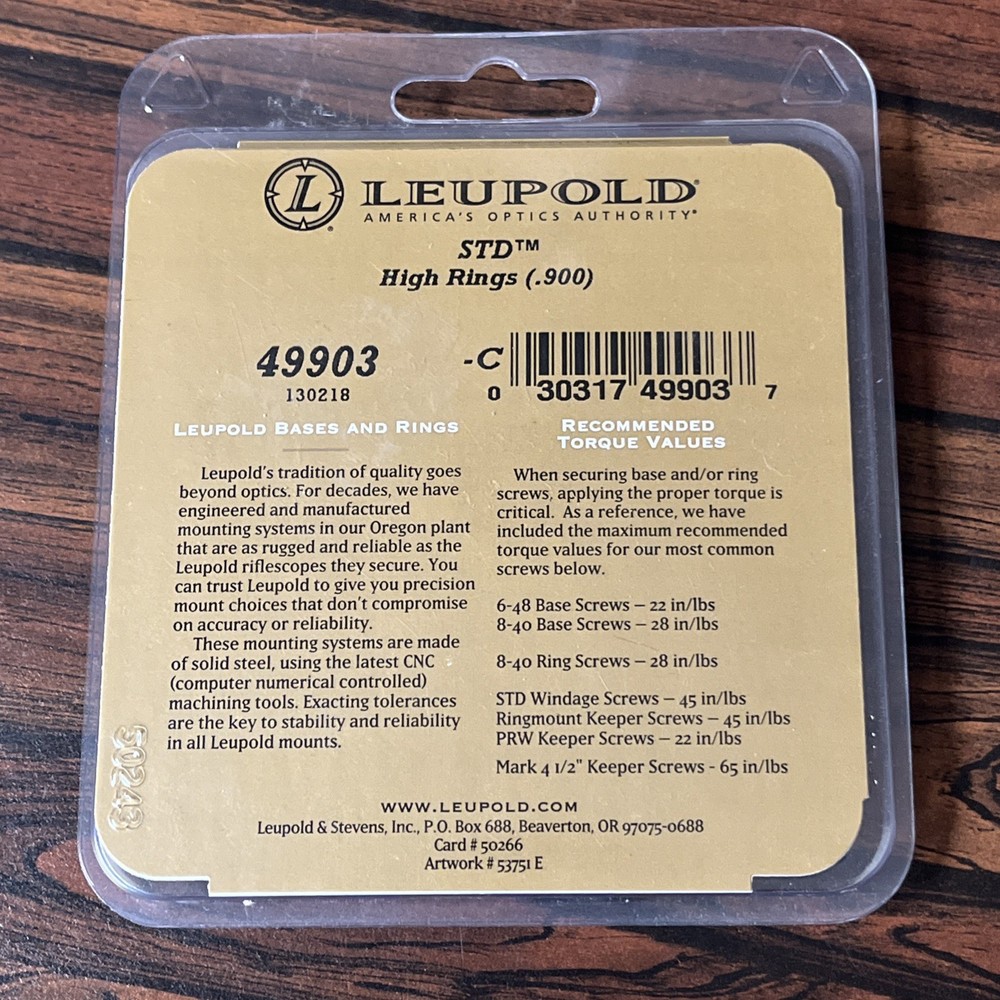 L
LEUPOLD®
AMERICA'S OPTICS AUTHORITY®
STD™
High Rings (.900)
49903
130218
-C
0 30317 49903 7
LEUPOLD BASES AND RINGS
Leupold's tradition of quality goes
beyond optics. For decades, we have
engineered and manufactured
mounting systems in our Oregon plant
that are as rugged and reliable as the
Leupold riflescopes they secure. You
can trust Leupold to give you precision
mount choices that don't compromise
on accuracy or reliability.
These mounting systems are made
of solid steel, using the latest CNC
(computer numerical controlled)
machining tools. Exacting tolerances
are the key to stability and reliability
in all Leupold mounts.
RECOMMENDED
TORQUE VALUES
When securing base and/or ring
screws, applying the proper torque is
critical. As a reference, we have
included the maximum recommended
torque values for our most common
screws below.
6-48 Base Screws – 22 in/lbs
8-40 Base Screws – 28 in/lbs
8-40 Ring Screws – 28 in/lbs
STD Windage Screws – 45 in/lbs
Ringmount Keeper Screws – 45 in/lbs
PRW Keeper Screws – 22 in/lbs
Mark 4 1/2" Keeper Screws - 65 in/lbs
50243
WWW.LEUPOLD.COM
Leupold & Stevens, Inc., P.O. Box 688, Beaverton, OR 97075-0688
Card # 50266
Artwork # 53751 E